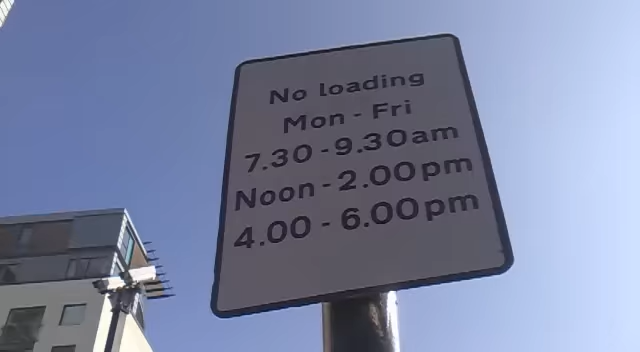 No loading
Mon - Fri
7.30 - 9.30am
Noon - 2.00pm
4.00 - 6.00pm